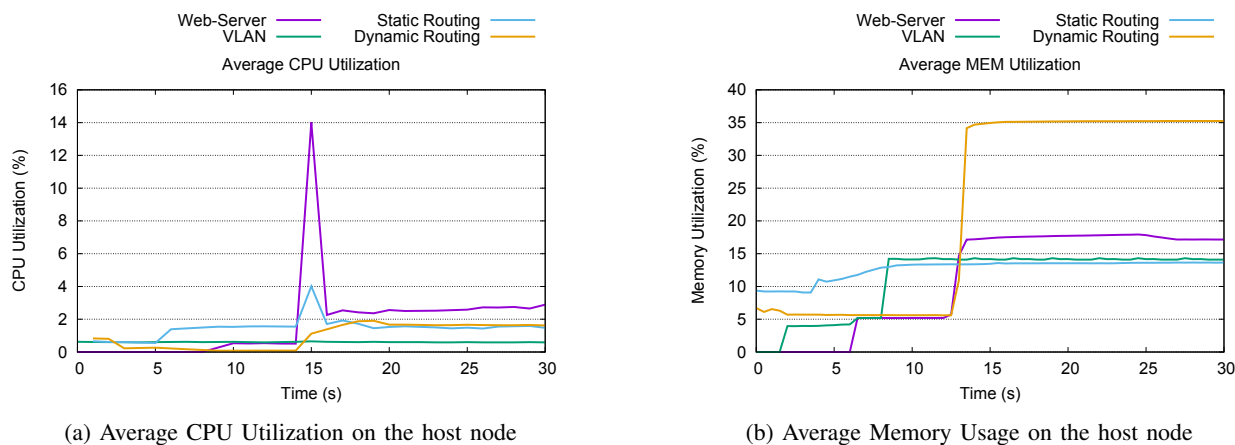 Web-Server
VLAN
Static Routing
Dynamic Routing
Average CPU Utilization
CPU Utilization (%)
16
14
12
10
8
6
4
2
0
0 5 10 15 20 25 30
Time (s)
(a) Average CPU Utilization on the host node
Web-Server
VLAN
Static Routing
Dynamic Routing
Average MEM Utilization
Memory Utilization (%)
40
35
30
25
20
15
10
5
0
0 5 10 15 20 25 30
Time (s)
(b) Average Memory Usage on the host node